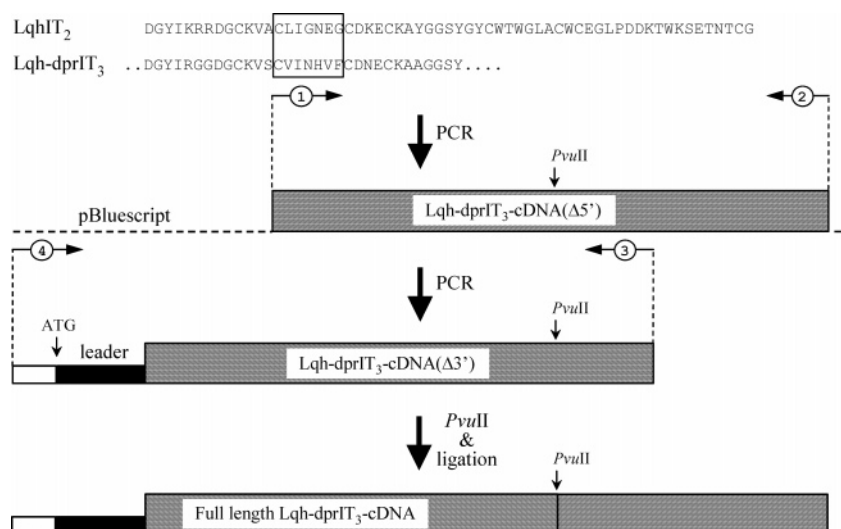 LqhIT2 DGYIKRRDGCKVACLIGNEGCDKECKAYGGSYGYCWTWGLACWCEGLPDDKTWKSETNTCG
Lqh-dprIT3 ..DGYIRGGDGCKVSCVINHVFCDNECKAAGGSY....
1 2
PCR
PvuII
Lqh-dprIT3-cDNA(Δ5’)
pBluescript
4 3
PCR
ATG
leader
PvuII
Lqh-dprIT3-cDNA(Δ3’)
PvuII
&
ligation
PvuII
Full length Lqh-dprIT3-cDNA